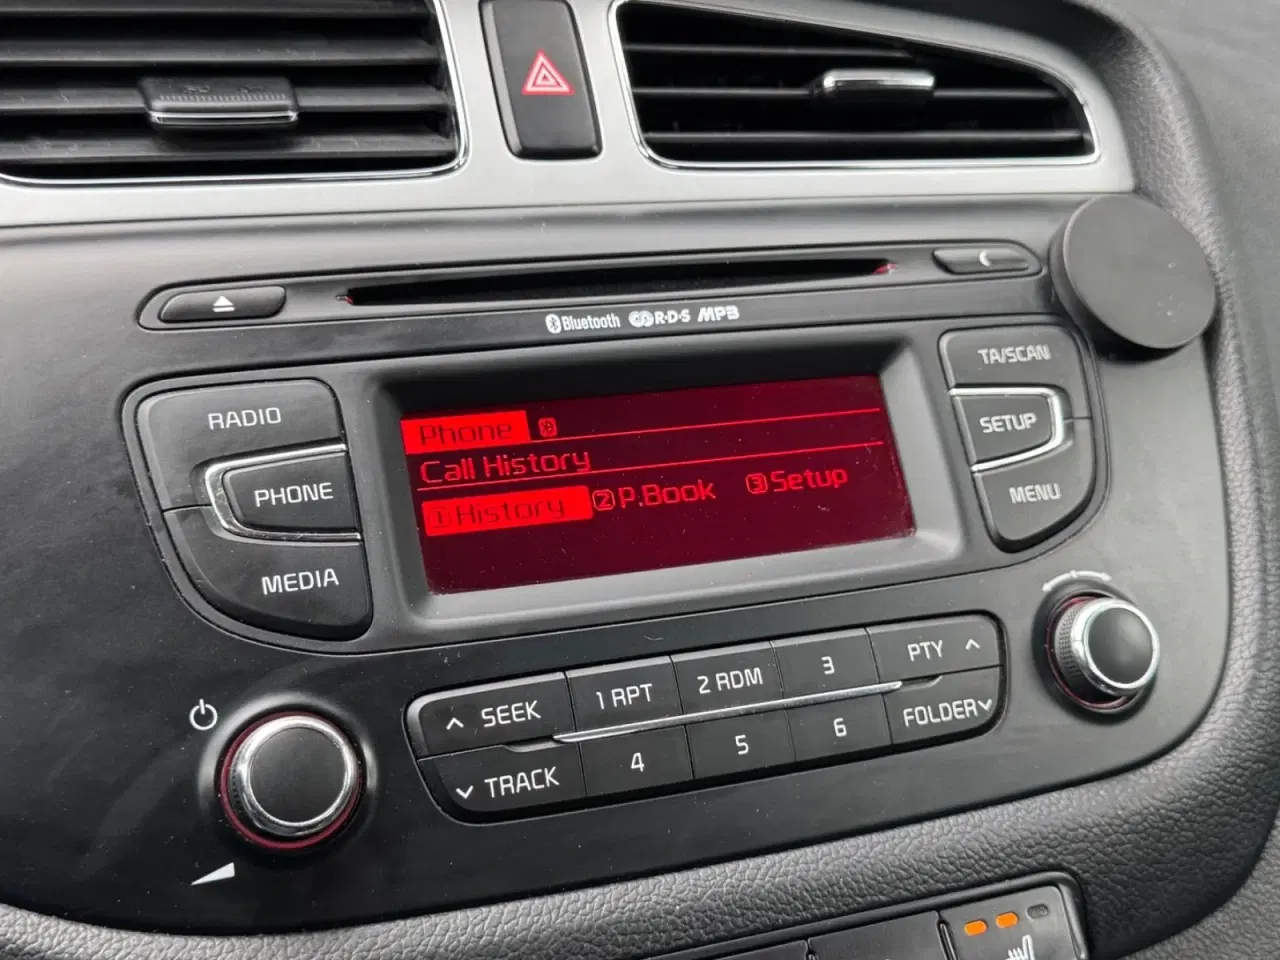 Bluetooth R·D·S MP3
TA/SCAN
RADIO
SETUP
PHONE
MENU
MEDIA
Phone
Call History
1 History 2 P.Book 3 Setup
SEEK 1 RPT 2 RDM 3 PTY
TRACK 4 5 6 FOLDER